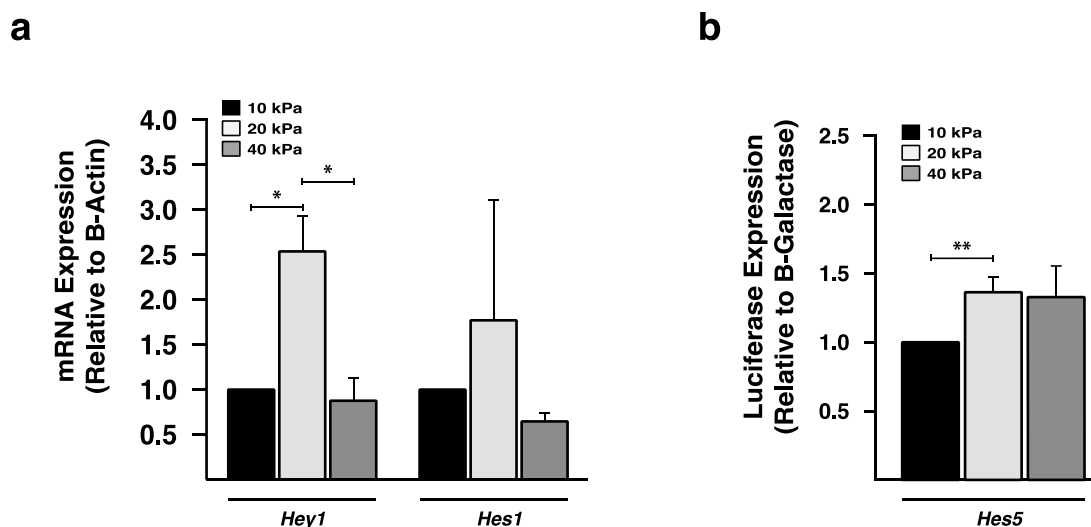 a
mRNA Expression
(Relative to B-Actin)
10 kPa
20 kPa
40 kPa
4.0
3.5
3.0
2.5
2.0
1.5
1.0
0.5
*
*
Hey1
Hes1
b
Luciferase Expression
(Relative to B-Galactase)
10 kPa
20 kPa
40 kPa
2.5
2.0
1.5
1.0
0.5
**
Hes5